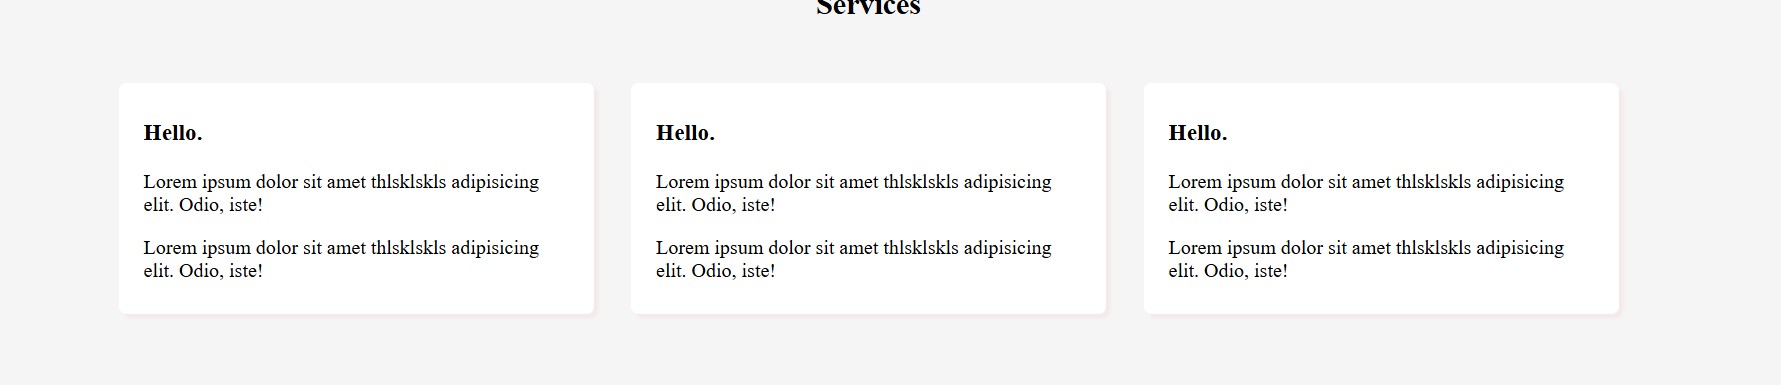 Services
Hello.
Lorem ipsum dolor sit amet thlsklskls adipisicing
elit. Odio, iste!
Lorem ipsum dolor sit amet thlsklskls adipisicing
elit. Odio, iste!
Hello.
Lorem ipsum dolor sit amet thlsklskls adipisicing
elit. Odio, iste!
Lorem ipsum dolor sit amet thlsklskls adipisicing
elit. Odio, iste!
Hello.
Lorem ipsum dolor sit amet thlsklskls adipisicing
elit. Odio, iste!
Lorem ipsum dolor sit amet thlsklskls adipisicing
elit. Odio, iste!